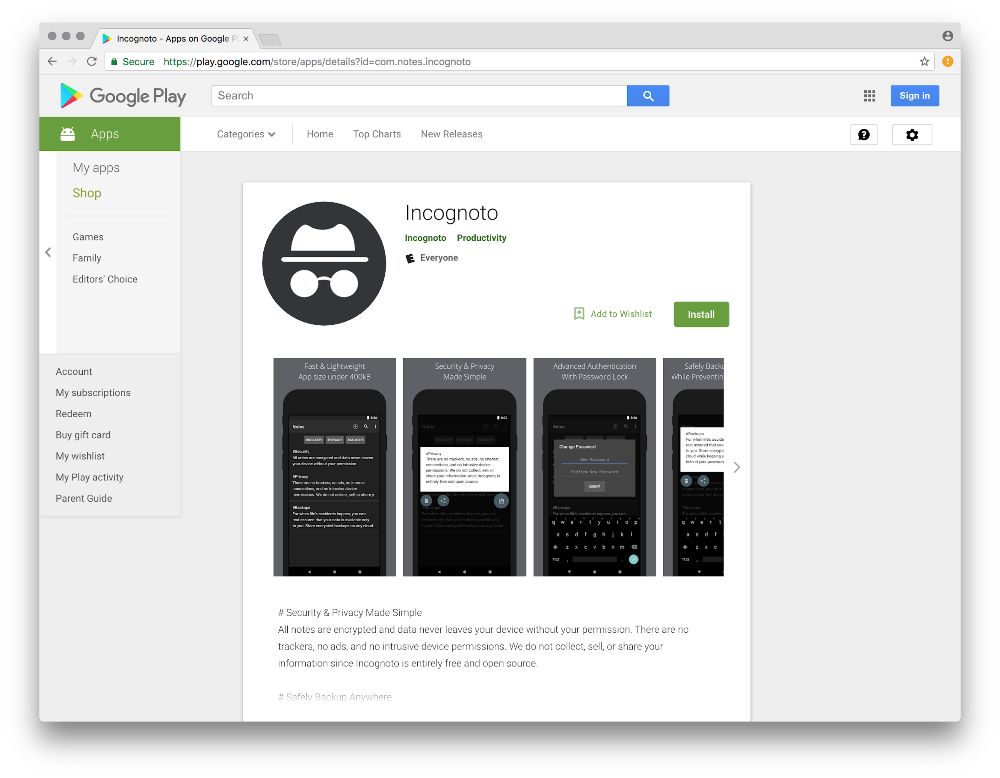 Incognoto - Apps on Google Pl
Secure https://play.google.com/store/apps/details?id=com.notes.incognoto
Google Play
Search
Sign in
Apps
Categories
Home
Top Charts
New Releases
My apps
Shop
Games
Family
Editors' Choice
Account
My subscriptions
Redeem
Buy gift card
My wishlist
My Play activity
Parent Guide
Incognoto
Incognoto Productivity
E Everyone
Add to Wishlist
Install
Fast & Lightweight
App size under 400kB
8:00
Notes
#SECURITY #PRIVACY #BACKUPS
#Security
All notes are encrypted and data never leaves
your device without your permission.
#Privacy
There are no trackers, no ads, no internet
connections, and no intrusive device
permissions. We do not collect, sell, or share y...
#Backups
For when life's accidents happen, you can
rest assured that your data is available only
to you. Store encrypted backups on any cloud ...
Security & Privacy
Made Simple
8:00
Notes
#SECURITY #PRIVACY #BACKUPS
#Privacy
There are no trackers, no ads, no internet
connections, and no intrusive device
permissions. We do not collect, sell, or
share your information since Incogneto is
entirely free and open source.
permissions. We do not collect, sell, or sh
#Backups
For when life's accidents happen, you can
rest assured that your data is available only
to you. Store encrypted backups on any cloud ...
Advanced Authentication
With Password Lock
8:00
Notes
Change Password
New Password
Confirm New Password
SUBMIT
#Backups
For when life's accidents happen, you can
q w e r t y u i o p
a s d f g h j k l
z x c v b n m
?123 , .
Safely Backu
While Preventin
Notes
#Backups
For when life's accide
rest assured that you
to you. Store encrypte
cloud while keeping y
behind your passwor
connections, and no in
permissions. We do no
#Backups
For when life's accide
q w e r t
a s d f
z x c
?123 ,
# Security & Privacy Made Simple
All notes are encrypted and data never leaves your device without your permission. There are no
trackers, no ads, and no intrusive device permissions. We do not collect, sell, or share your
information since Incognoto is entirely free and open source.
# Safely Backup Anywhere